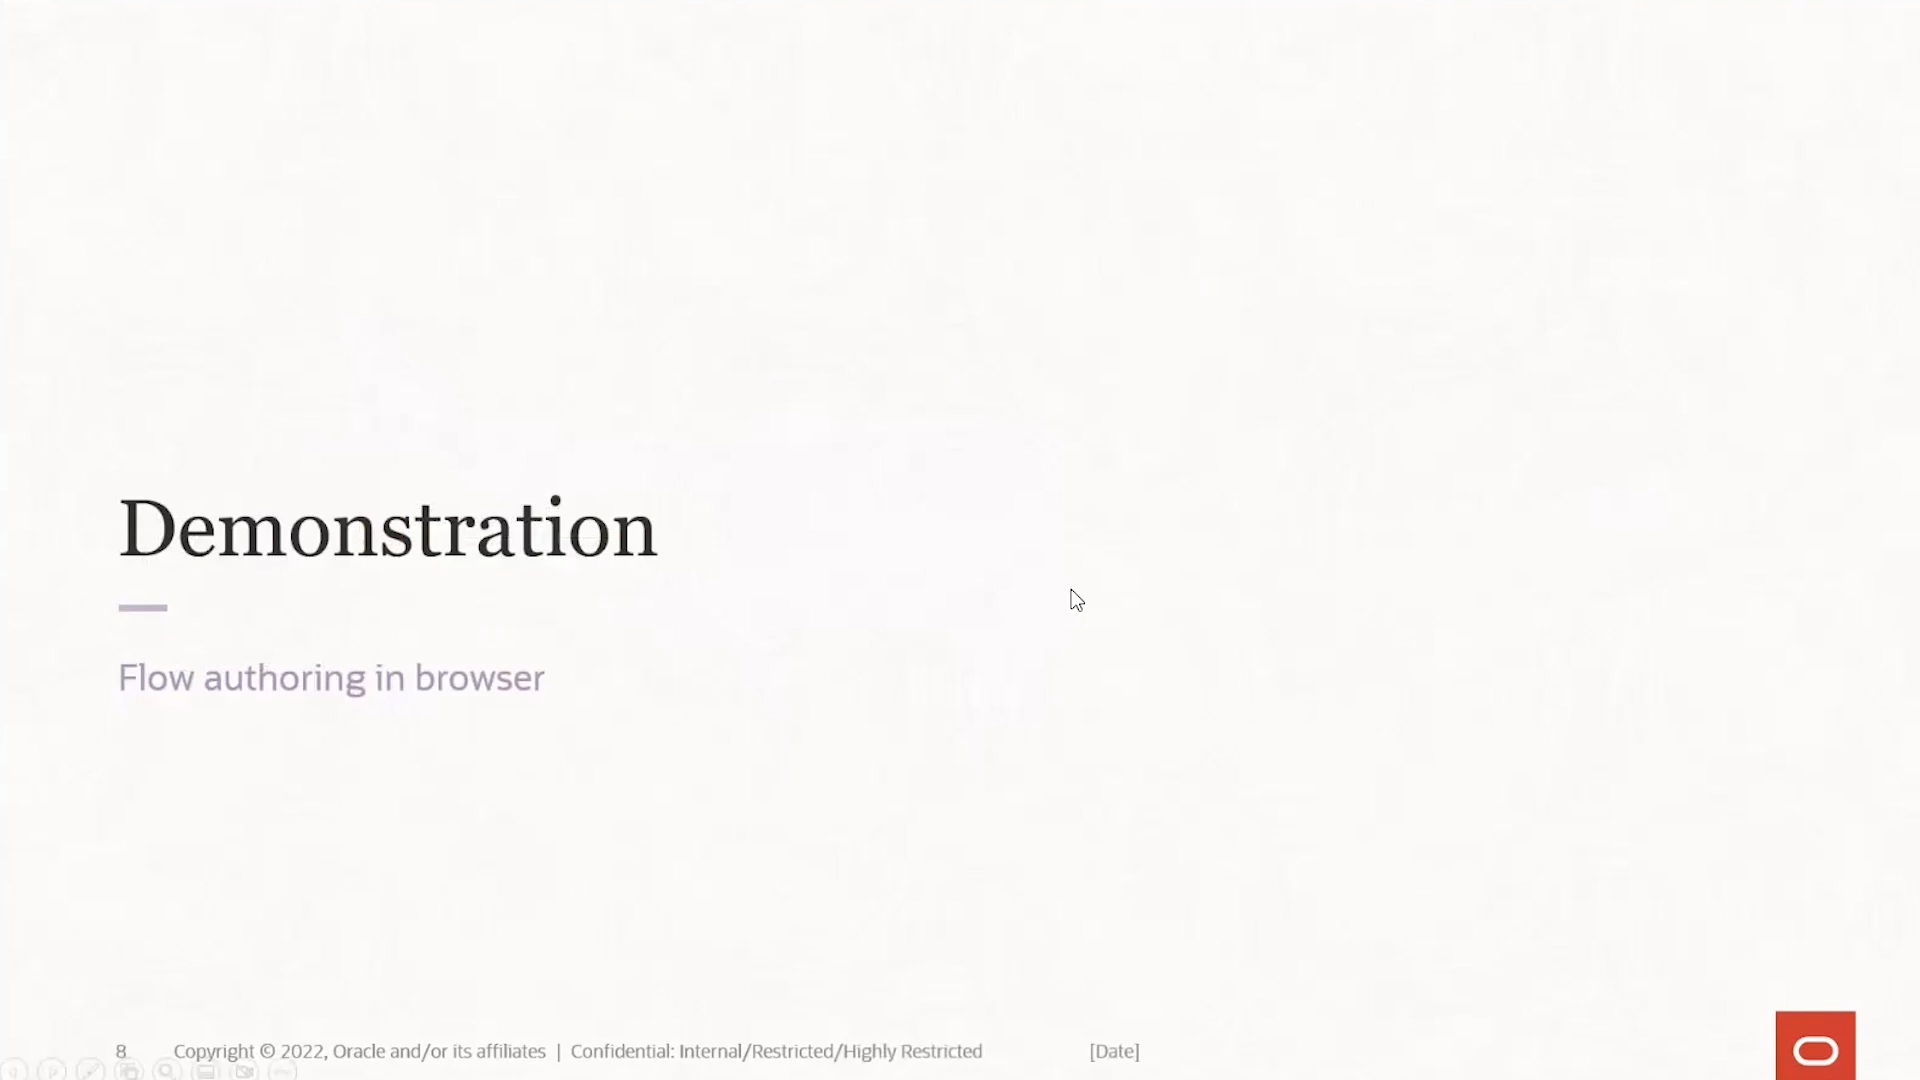 Demonstration
Flow authoring in browser
8 Copyright © 2022, Oracle and/or its affiliates | Confidential: Internal/Restricted/Highly Restricted [Date]